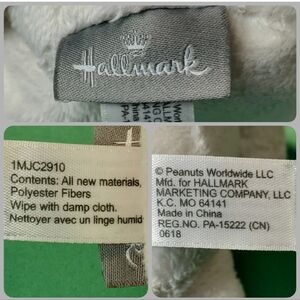 Hallmark
1MJC2910
Contents: All new materials,
Polyester Fibers
Wipe with damp cloth.
Nettoyer avec un linge humid
© Peanuts Worldwide LLC
Mfd. for HALLMARK
MARKETING COMPANY, LLC
K.C. MO 64141
Made in China
REG.NO. PA-15222 (CN)
0618